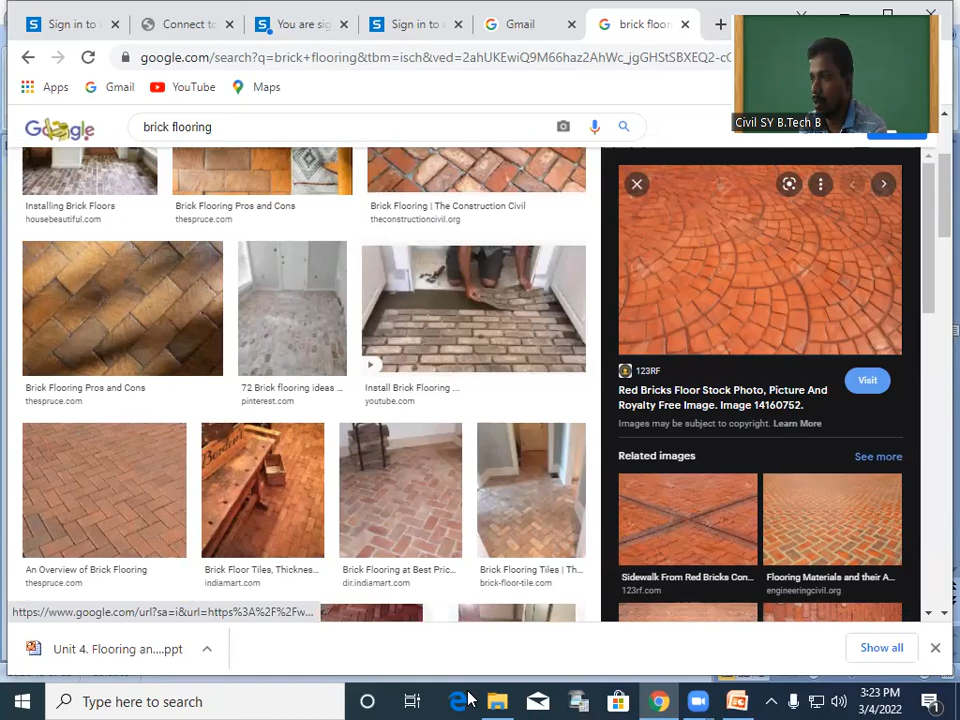 Sign in to
Connect to
You are sig
Sign in to
Gmail
brick floor
google.com/search?q=brick+flooring&tbm=isch&ved=2ahUKEwiQ9M66haz2AhWc_jgGHStSBXEQ2-cC
Apps
Gmail
YouTube
Maps
Civil SY B.Tech B
Google
brick flooring
Installing Brick Floors
housebeautiful.com
Brick Flooring Pros and Cons
thespruce.com
Brick Flooring | The Construction Civil
theconstructioncivil.org
Brick Flooring Pros and Cons
thespruce.com
72 Brick flooring ideas ...
pinterest.com
Install Brick Flooring ...
youtube.com
An Overview of Brick Flooring
thespruce.com
Brick Floor Tiles, Thicknes...
indiamart.com
Brick Flooring at Best Pric...
dir.indiamart.com
Brick Flooring Tiles | Th...
brick-floor-tile.com
123RF
Red Bricks Floor Stock Photo, Picture And
Royalty Free Image. Image 14160752.
Visit
Images may be subject to copyright. Learn More
Related images
See more
Sidewalk From Red Bricks Con...
123rf.com
Flooring Materials and their A...
engineeringcivil.org
https://www.google.com/url?sa=i&url=https%3A%2F%2Fw...
Unit 4. Flooring an....ppt
Show all
Type here to search
3:23 PM
3/4/2022
1